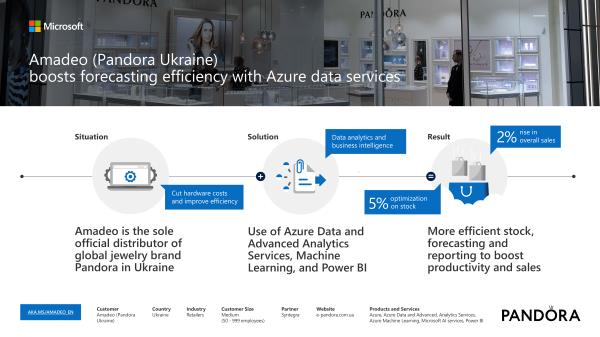 PANDÖRA
PANDÖRA
Microsoft
Amadeo (Pandora Ukraine)
boosts forecasting efficiency with Azure data services
Situation
Solution
Result
Data analytics and
business intelligence
2% rise in
overall sales
Cut hardware costs
and improve efficiency
5% optimization
on stock
Amadeo is the sole
official distributor of
global jewelry brand
Pandora in Ukraine
Use of Azure Data and
Advanced Analytics
Services, Machine
Learning, and Power BI
More efficient stock,
forecasting and
reporting to boost
productivity and sales
AKA.MS/AMADEO_EN
Customer
Amadeo (Pandora
Ukraine)
Country
Ukraine
Industry
Retailers
Customer Size
Medium
(50 - 999 employees)
Partner
Syntegra
Website
e-pandora.com.ua
Products and Services
Azure, Azure Data and Advanced, Analytics Services,
Azure Machine Learning, Microsoft AI services, Power BI
PANDÖRA